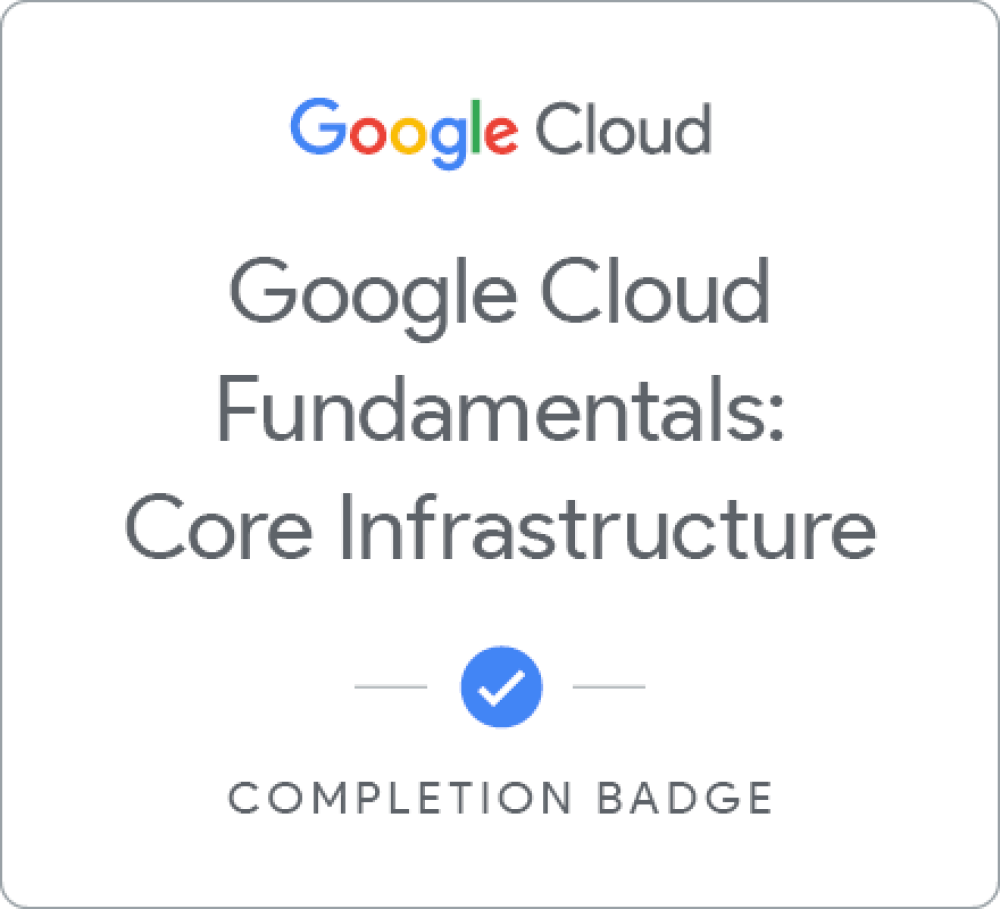 Google Cloud
Google Cloud
Fundamentals:
Core Infrastructure
COMPLETION BADGE